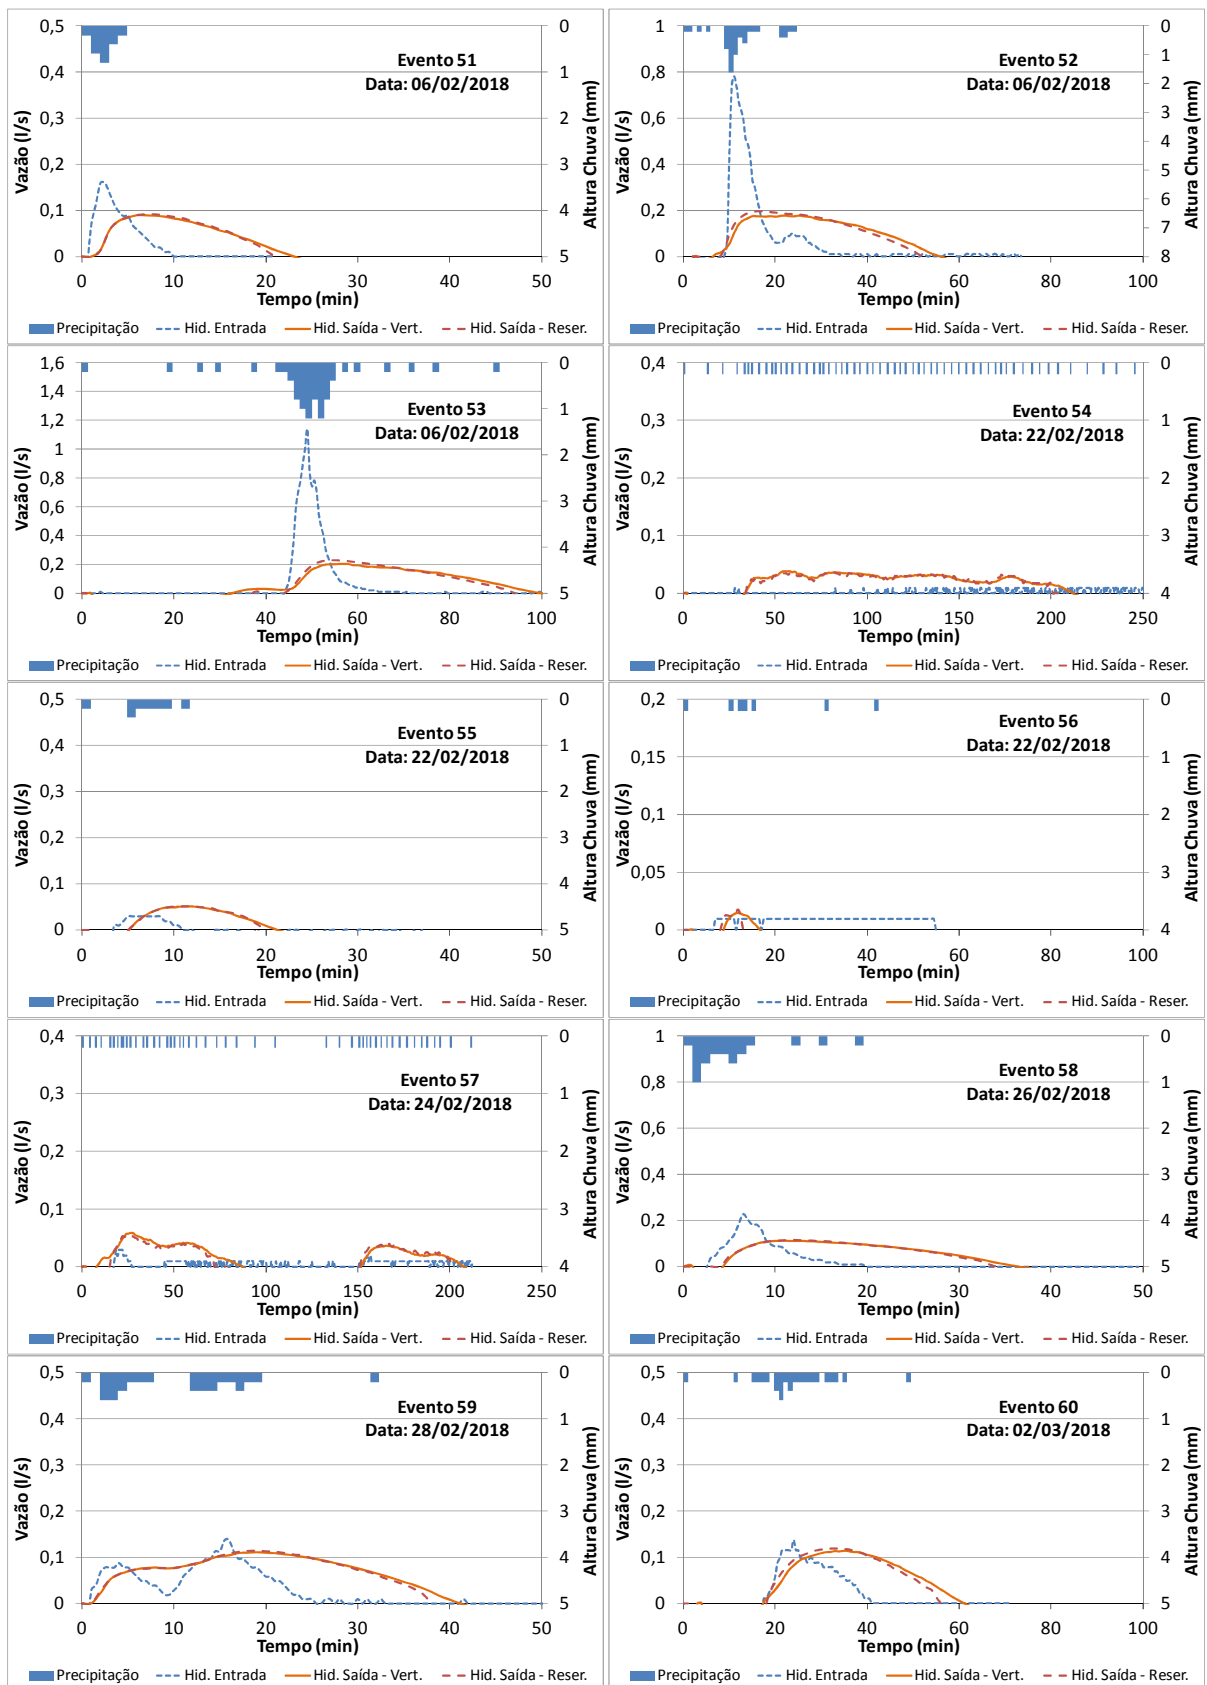 Evento 51
Data: 06/02/2018
Vazão (l/s)
0,5
0,4
0,3
0,2
0,1
0
0
1
2
3
4
5
Altura Chuva (mm)
0 10 20 30 40 50
Tempo (min)
Precipitação Hid. Entrada Hid. Saída - Vert. Hid. Saída - Reser.
Evento 52
Data: 06/02/2018
Vazão (l/s)
1
0,8
0,6
0,4
0,2
0
0
1
2
3
4
5
6
7
8
Altura Chuva (mm)
0 20 40 60 80 100
Tempo (min)
Precipitação Hid. Entrada Hid. Saída - Vert. Hid. Saída - Reser.
Evento 53
Data: 06/02/2018
Vazão (l/s)
1,6
1,4
1,2
1
0,8
0,6
0,4
0,2
0
0
1
2
3
4
5
Altura Chuva (mm)
0 20 40 60 80 100
Tempo (min)
Precipitação Hid. Entrada Hid. Saída - Vert. Hid. Saída - Reser.
Evento 54
Data: 22/02/2018
Vazão (l/s)
0,4
0,3
0,2
0,1
0
0
1
2
3
4
Altura Chuva (mm)
0 50 100 150 200 250
Tempo (min)
Precipitação Hid. Entrada Hid. Saída - Vert. Hid. Saída - Reser.
Evento 55
Data: 22/02/2018
Vazão (l/s)
0,5
0,4
0,3
0,2
0,1
0
0
1
2
3
4
5
Altura Chuva (mm)
0 10 20 30 40 50
Tempo (min)
Precipitação Hid. Entrada Hid. Saída - Vert. Hid. Saída - Reser.
Evento 56
Data: 22/02/2018
Vazão (l/s)
0,2
0,15
0,1
0,05
0
0
1
2
3
4
Altura Chuva (mm)
0 20 40 60 80 100
Tempo (min)
Precipitação Hid. Entrada Hid. Saída - Vert. Hid. Saída - Reser.
Evento 57
Data: 24/02/2018
Vazão (l/s)
0,4
0,3
0,2
0,1
0
0
1
2
3
4
Altura Chuva (mm)
0 50 100 150 200 250
Tempo (min)
Precipitação Hid. Entrada Hid. Saída - Vert. Hid. Saída - Reser.
Evento 58
Data: 26/02/2018
Vazão (l/s)
1
0,8
0,6
0,4
0,2
0
0
1
2
3
4
5
Altura Chuva (mm)
0 10 20 30 40 50
Tempo (min)
Precipitação Hid. Entrada Hid. Saída - Vert. Hid. Saída - Reser.
Evento 59
Data: 28/02/2018
Vazão (l/s)
0,5
0,4
0,3
0,2
0,1
0
0
1
2
3
4
5
Altura Chuva (mm)
0 10 20 30 40 50
Tempo (min)
Precipitação Hid. Entrada Hid. Saída - Vert. Hid. Saída - Reser.
Evento 60
Data: 02/03/2018
Vazão (l/s)
0,5
0,4
0,3
0,2
0,1
0
0
1
2
3
4
5
Altura Chuva (mm)
0 20 40 60 80 100
Tempo (min)
Precipitação Hid. Entrada Hid. Saída - Vert. Hid. Saída - Reser.